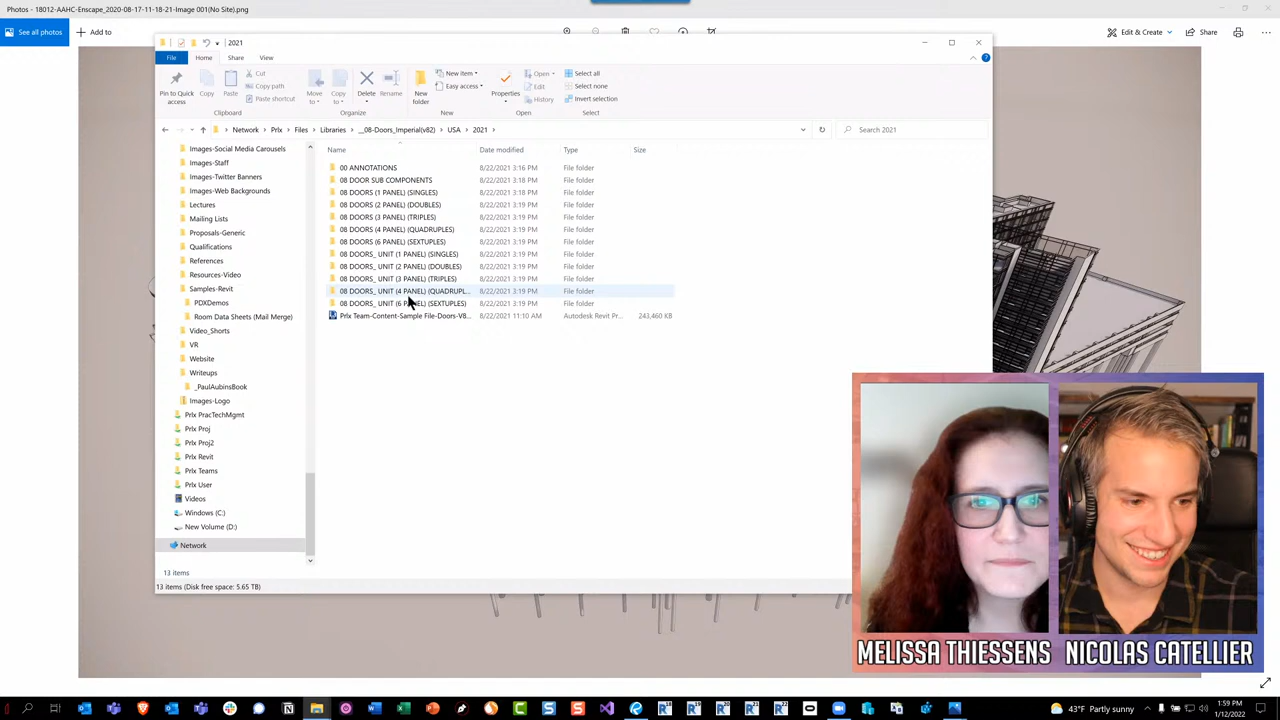 Photos - 18012-AAHC-Enscape_2020-08-17-11-18-21-Image 001(No Site).png
See all photos
Add to
Edit & Create
Share
2021
File
Home
Share
View
Pin to Quick access
Copy
Paste
Cut
Copy path
Paste shortcut
Clipboard
Move to
Copy to
Delete
Rename
Organize
New folder
New item
Easy access
New
Properties
Open
Edit
History
Open
Select all
Select none
Invert selection
Select
Network > Prlx > Files > Libraries > __08-Doors_Imperial(v82) > USA > 2021 >
Search 2021
Name
Date modified
Type
Size
Images-Social Media Carousels
Images-Staff
Images-Twitter Banners
Images-Web Backgrounds
Lectures
Mailing Lists
Proposals-Generic
Qualifications
References
Resources-Video
Samples-Revit
PDXDemos
Room Data Sheets (Mail Merge)
Video_Shorts
VR
Website
Writeups
_PaulAubinsBook
Images-Logo
Prlx PracTechMgmt
Prlx Proj
Prlx Proj2
Prlx Revit
Prlx Teams
Prlx User
Videos
Windows (C:)
New Volume (D:)
Network
00 ANNOTATIONS 8/22/2021 3:16 PM File folder
08 DOOR SUB COMPONENTS 8/22/2021 3:18 PM File folder
08 DOORS (1 PANEL) (SINGLES) 8/22/2021 3:18 PM File folder
08 DOORS (2 PANEL) (DOUBLES) 8/22/2021 3:19 PM File folder
08 DOORS (3 PANEL) (TRIPLES) 8/22/2021 3:19 PM File folder
08 DOORS (4 PANEL) (QUADRUPLES) 8/22/2021 3:19 PM File folder
08 DOORS (6 PANEL) (SEXTUPLES) 8/22/2021 3:19 PM File folder
08 DOORS_ UNIT (1 PANEL) (SINGLES) 8/22/2021 3:19 PM File folder
08 DOORS_ UNIT (2 PANEL) (DOUBLES) 8/22/2021 3:19 PM File folder
08 DOORS_ UNIT (3 PANEL) (TRIPLES) 8/22/2021 3:19 PM File folder
08 DOORS_ UNIT (4 PANEL) (QUADRUPL... 8/22/2021 3:19 PM File folder
08 DOORS_ UNIT (6 PANEL) (SEXTUPLES) 8/22/2021 3:19 PM File folder
Prlx Team-Content-Sample File-Doors-V8... 8/22/2021 11:10 AM Autodesk Revit Pr... 243,460 KB
13 items
13 items (Disk free space: 5.65 TB)
MELISSA THIESSENS
NICOLAS CATELLIER
43°F Partly sunny
1:59 PM
1/12/2022